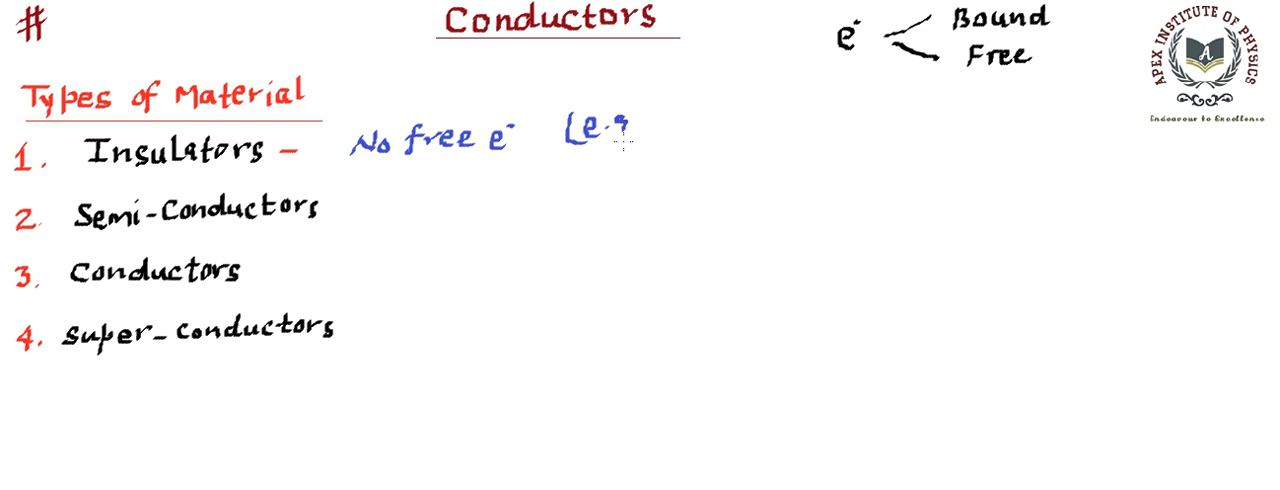 # Conductors
e⁻ Bound
Free
APEX INSTITUTE OF PHYSICS
A
Endeavour to Excellence
Types of Material
1. Insulators – No free e⁻ [e.g
2. Semi-Conductors
3. Conductors
4. Super-Conductors